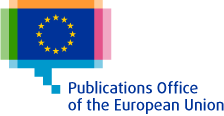 Publications Office
of the European Union